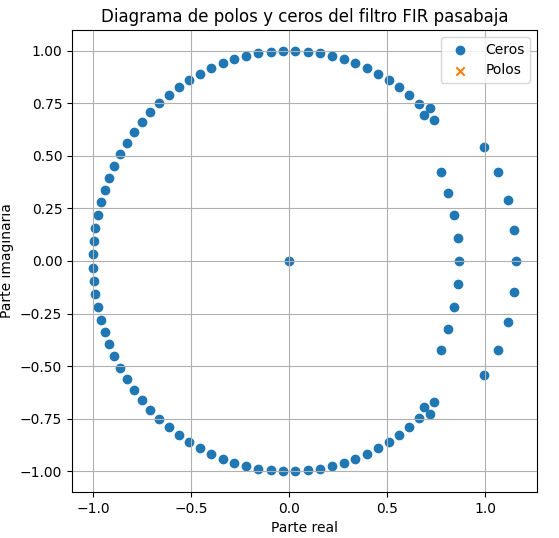 Diagrama de polos y ceros del filtro FIR pasabaja
Ceros
Polos
1.00
0.75
0.50
0.25
0.00
−0.25
−0.50
−0.75
−1.00
Parte imaginaria
−1.0
−0.5
0.0
0.5
1.0
Parte real